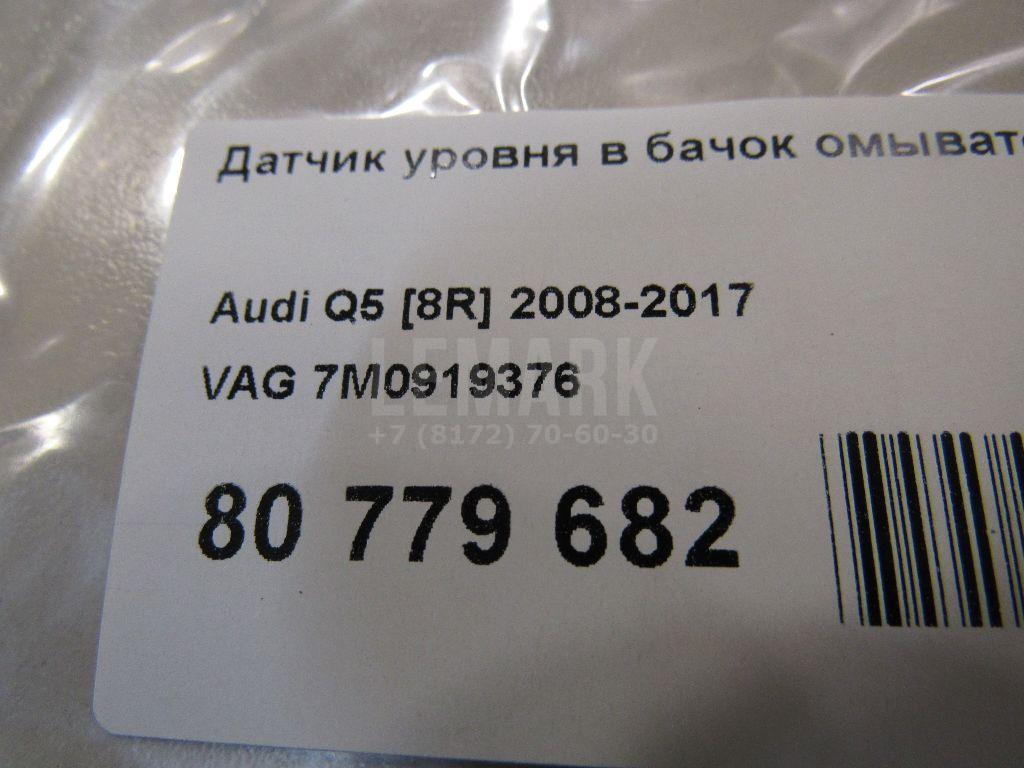 Датчик уровня в бачок
Audi Q5 [8R] 2008-2017
VAG 7M0919376
LEMARK
+7 (8172) 70-60-30
80 779 682